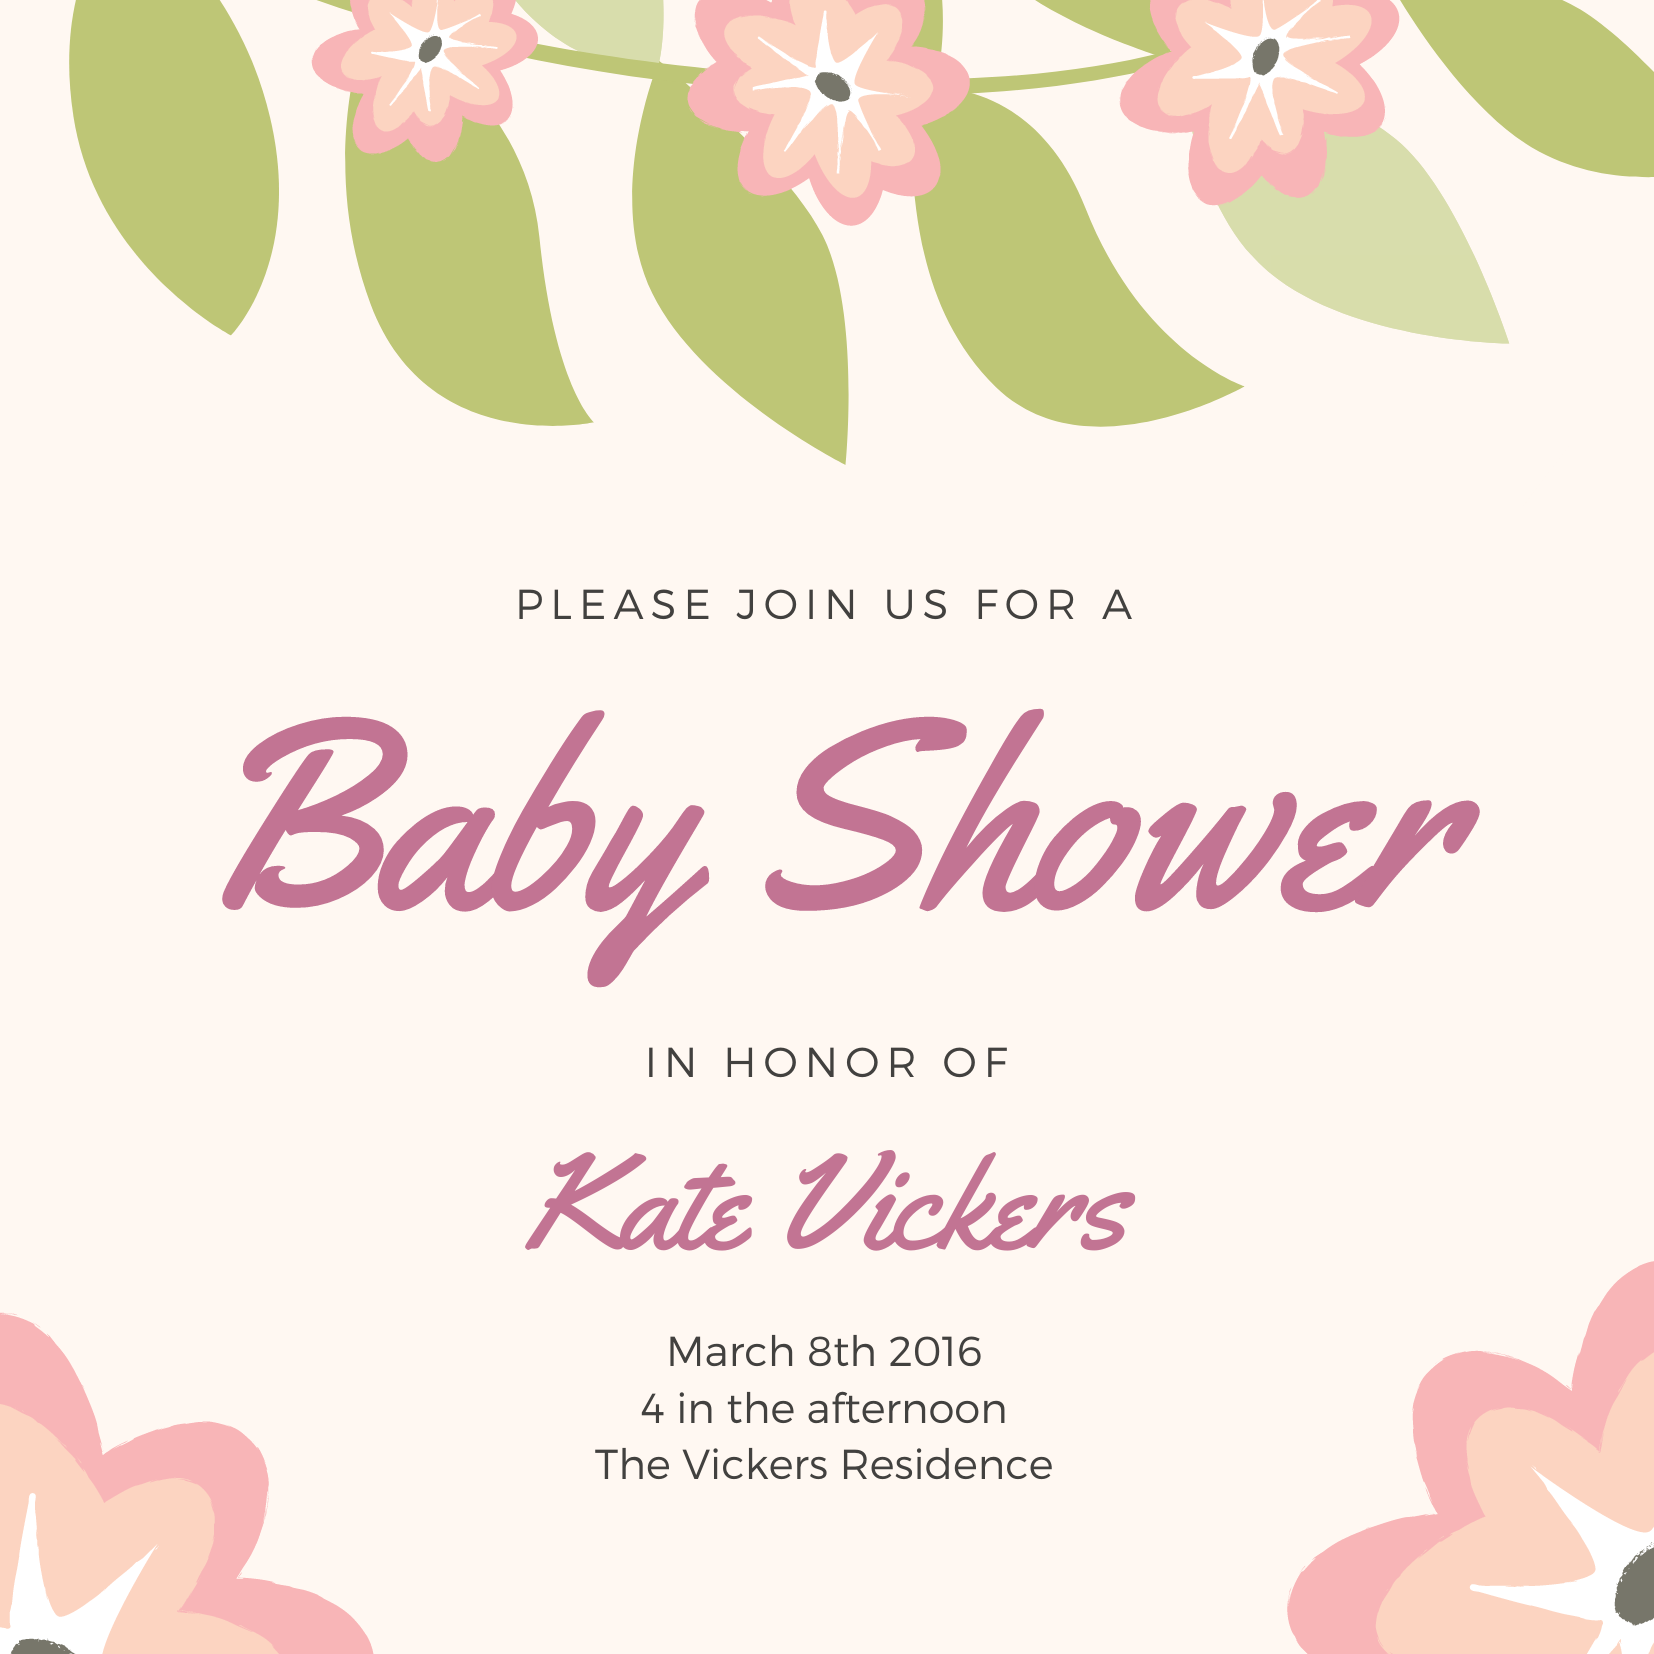 PLEASE JOIN US FOR A
Baby Shower
IN HONOR OF
Kate Vickers
March 8th 2016
4 in the afternoon
The Vickers Residence